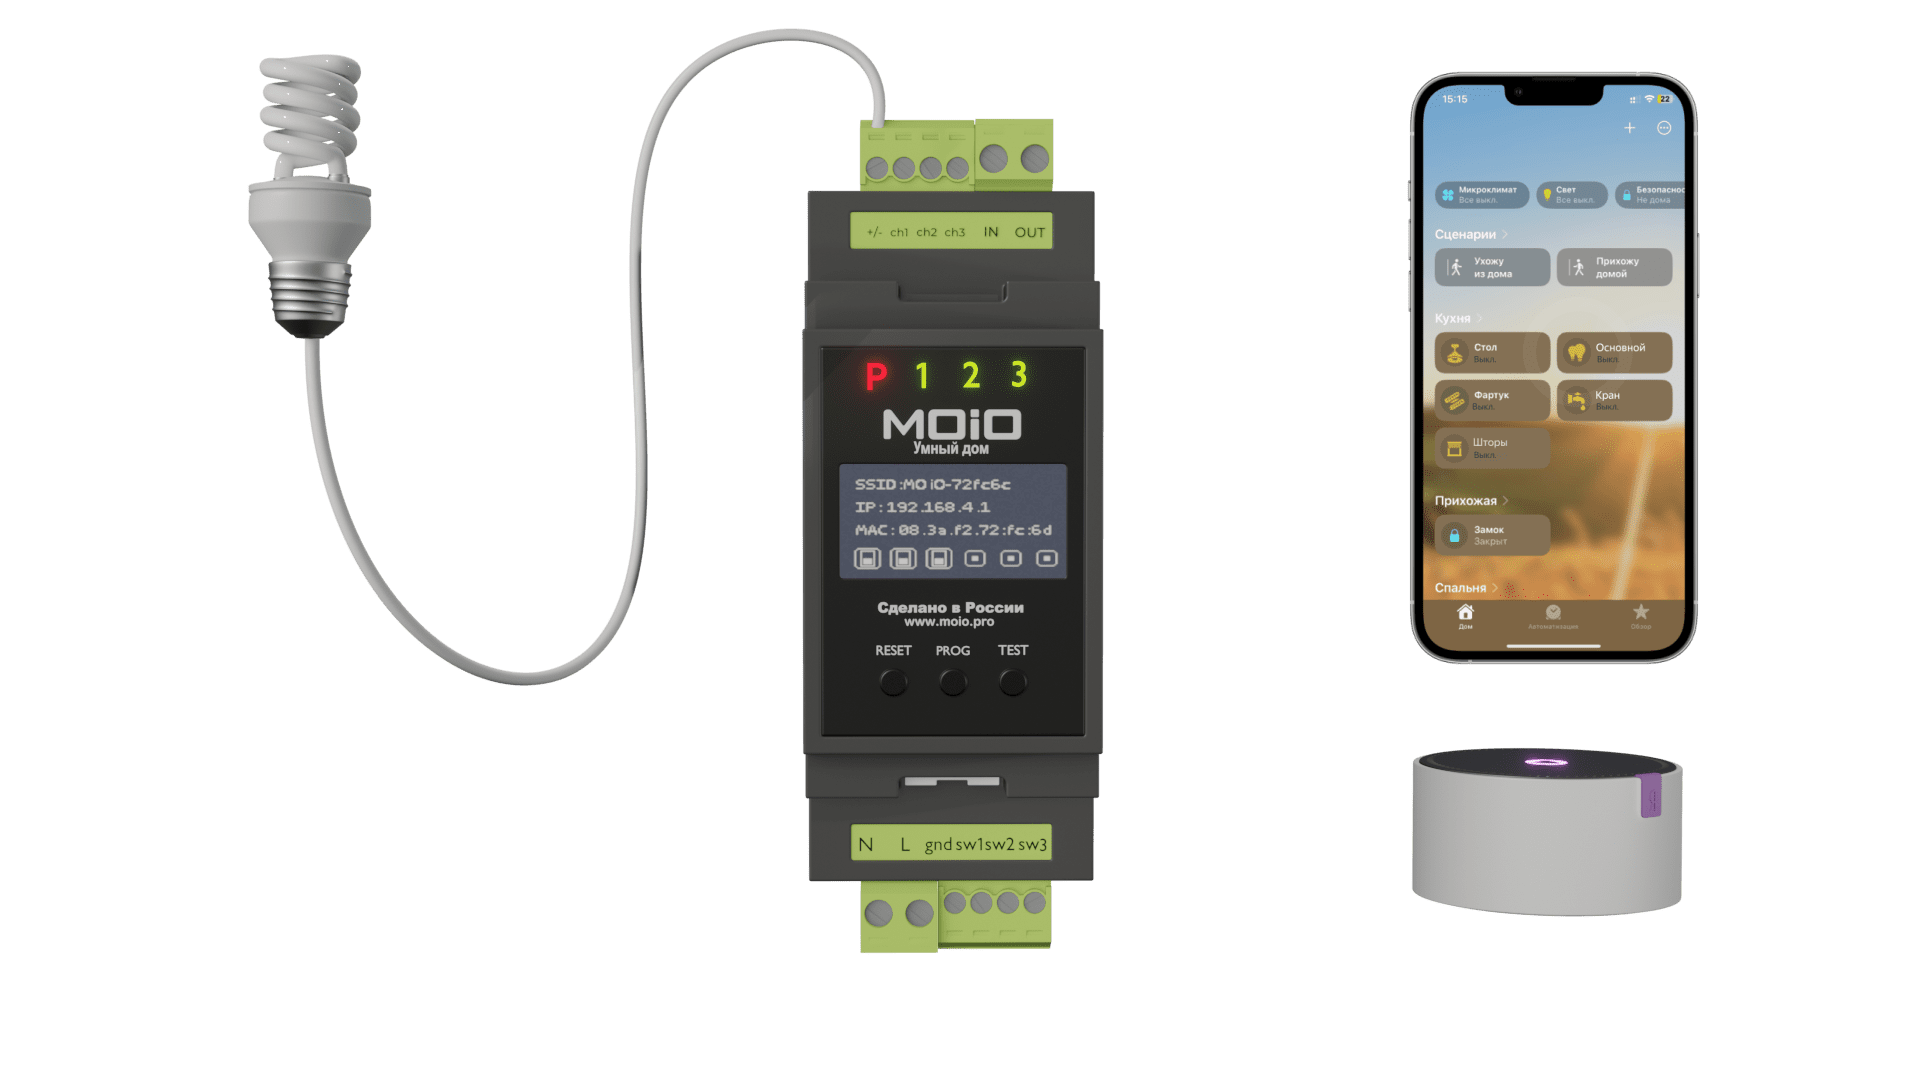 +/- ch1 ch2 ch3 IN OUT
P 1 2 3
MOiO
Умный дом
SSID:MOiO-72fc6c
IP:192.168.4.1
MAC:08.3a.f2.72:fc:6d
Сделано в России
www.moio.pro
RESET PROG TEST
N L gnd sw1 sw2 sw3
15:15
22
Микроклимат
Все выкл.
Свет
Все выкл.
Безопаснос
Не дома
Сценарии
Ухожу
из дома
Прихожу
домой
Кухня
Стол
Выкл.
Основной
Выкл.
Фартук
Выкл.
Кран
Выкл.
Шторы
Выкл.
Прихожая
Замок
Закрыт
Спальня
Дом
Автоматизация
Обзор